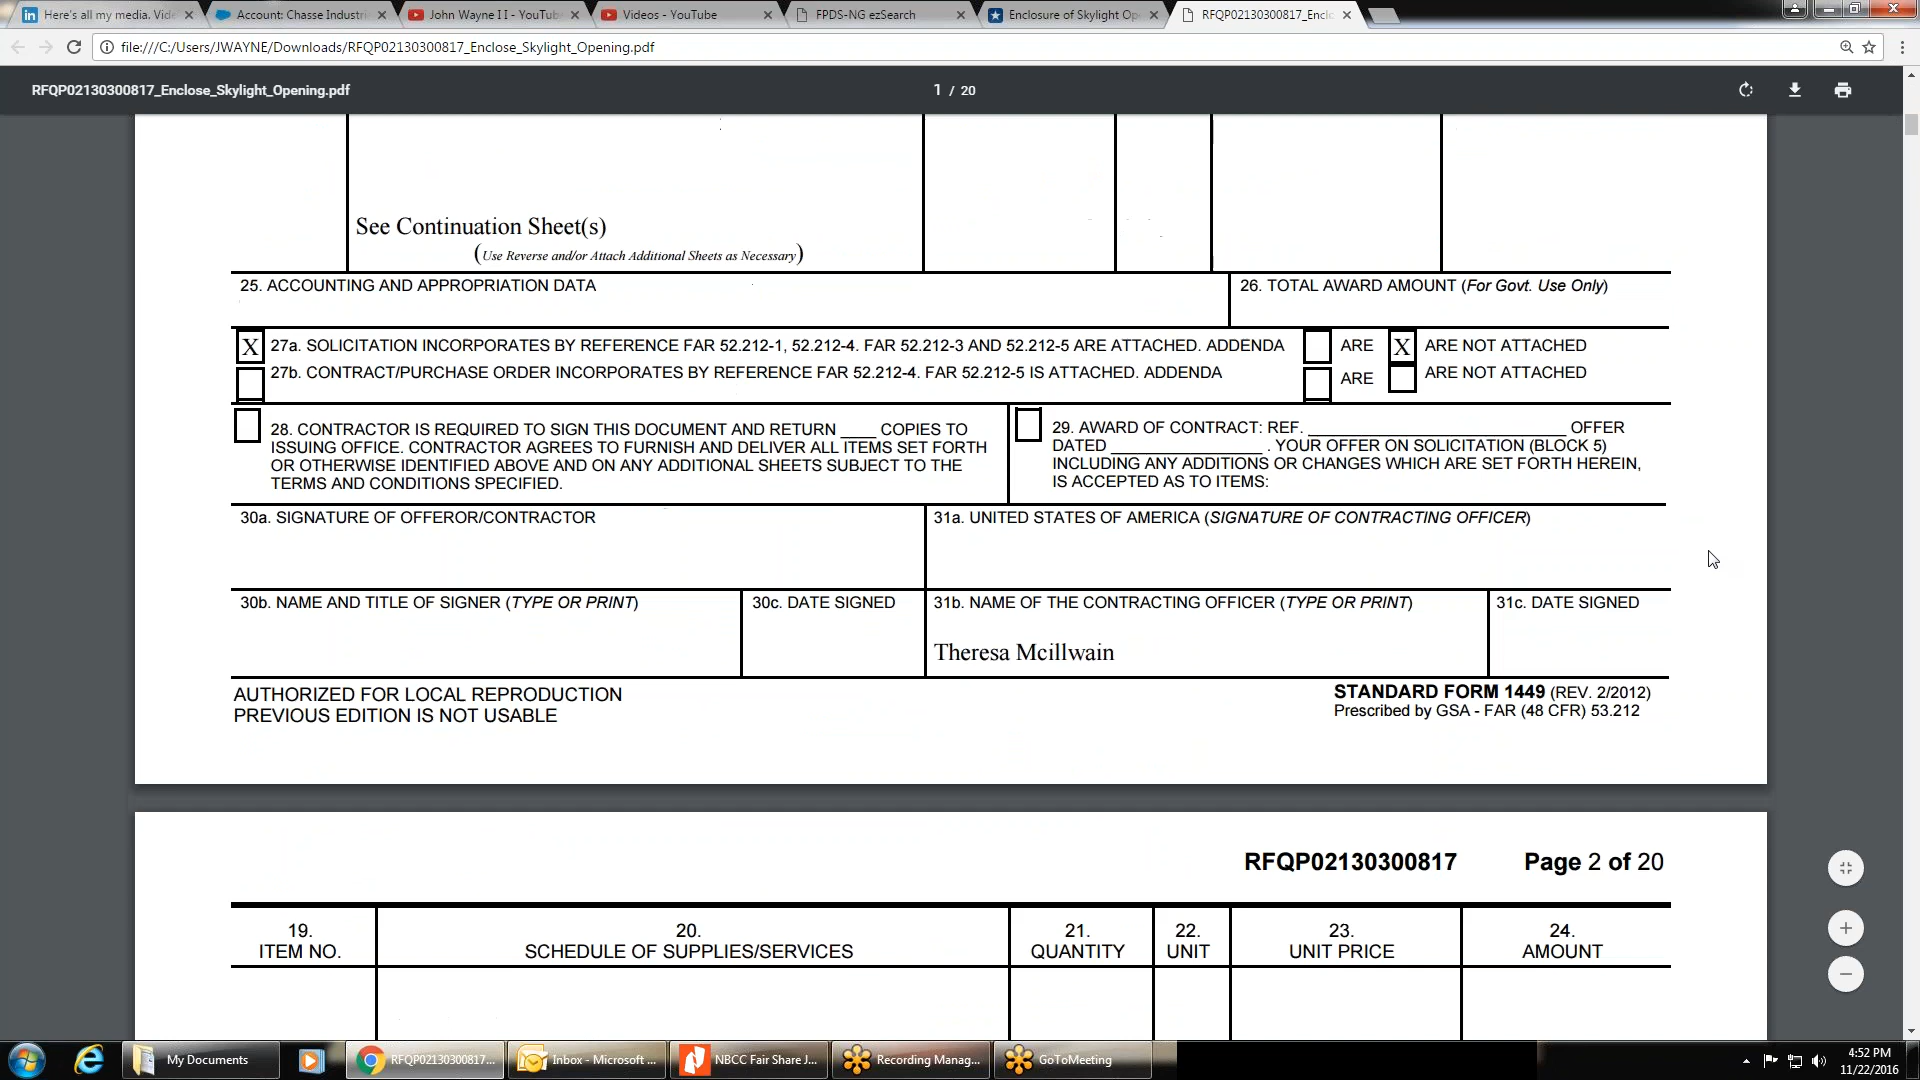 Here's all my media. Vide
Account: Chasse Industri
John Wayne I I - YouTub
Videos - YouTube
FPDS-NG ezSearch
Enclosure of Skylight Op
RFQP02130300817_Encl
file:///C:/Users/JWAYNE/Downloads/RFQP02130300817_Enclose_Skylight_Opening.pdf
RFQP02130300817_Enclose_Skylight_Opening.pdf
1 / 20
See Continuation Sheet(s)
(Use Reverse and/or Attach Additional Sheets as Necessary)
25. ACCOUNTING AND APPROPRIATION DATA
26. TOTAL AWARD AMOUNT (For Govt. Use Only)
X 27a. SOLICITATION INCORPORATES BY REFERENCE FAR 52.212-1, 52.212-4. FAR 52.212-3 AND 52.212-5 ARE ATTACHED. ADDENDA ARE X ARE NOT ATTACHED
27b. CONTRACT/PURCHASE ORDER INCORPORATES BY REFERENCE FAR 52.212-4. FAR 52.212-5 IS ATTACHED. ADDENDA ARE ARE NOT ATTACHED
28. CONTRACTOR IS REQUIRED TO SIGN THIS DOCUMENT AND RETURN ____ COPIES TO
ISSUING OFFICE. CONTRACTOR AGREES TO FURNISH AND DELIVER ALL ITEMS SET FORTH
OR OTHERWISE IDENTIFIED ABOVE AND ON ANY ADDITIONAL SHEETS SUBJECT TO THE
TERMS AND CONDITIONS SPECIFIED.
29. AWARD OF CONTRACT: REF. ____________________________ OFFER
DATED ________________ . YOUR OFFER ON SOLICITATION (BLOCK 5)
INCLUDING ANY ADDITIONS OR CHANGES WHICH ARE SET FORTH HEREIN,
IS ACCEPTED AS TO ITEMS:
30a. SIGNATURE OF OFFEROR/CONTRACTOR
31a. UNITED STATES OF AMERICA (SIGNATURE OF CONTRACTING OFFICER)
30b. NAME AND TITLE OF SIGNER (TYPE OR PRINT)
30c. DATE SIGNED
31b. NAME OF THE CONTRACTING OFFICER (TYPE OR PRINT)
31c. DATE SIGNED
Theresa Mcillwain
AUTHORIZED FOR LOCAL REPRODUCTION
PREVIOUS EDITION IS NOT USABLE
STANDARD FORM 1449 (REV. 2/2012)
Prescribed by GSA - FAR (48 CFR) 53.212
RFQP02130300817 Page 2 of 20
19.
ITEM NO.
20.
SCHEDULE OF SUPPLIES/SERVICES
21.
QUANTITY
22.
UNIT
23.
UNIT PRICE
24.
AMOUNT
My Documents
RFQP02130300817...
Inbox - Microsoft ...
NBCC Fair Share J...
Recording Manag...
GoToMeeting
4:52 PM
11/22/2016